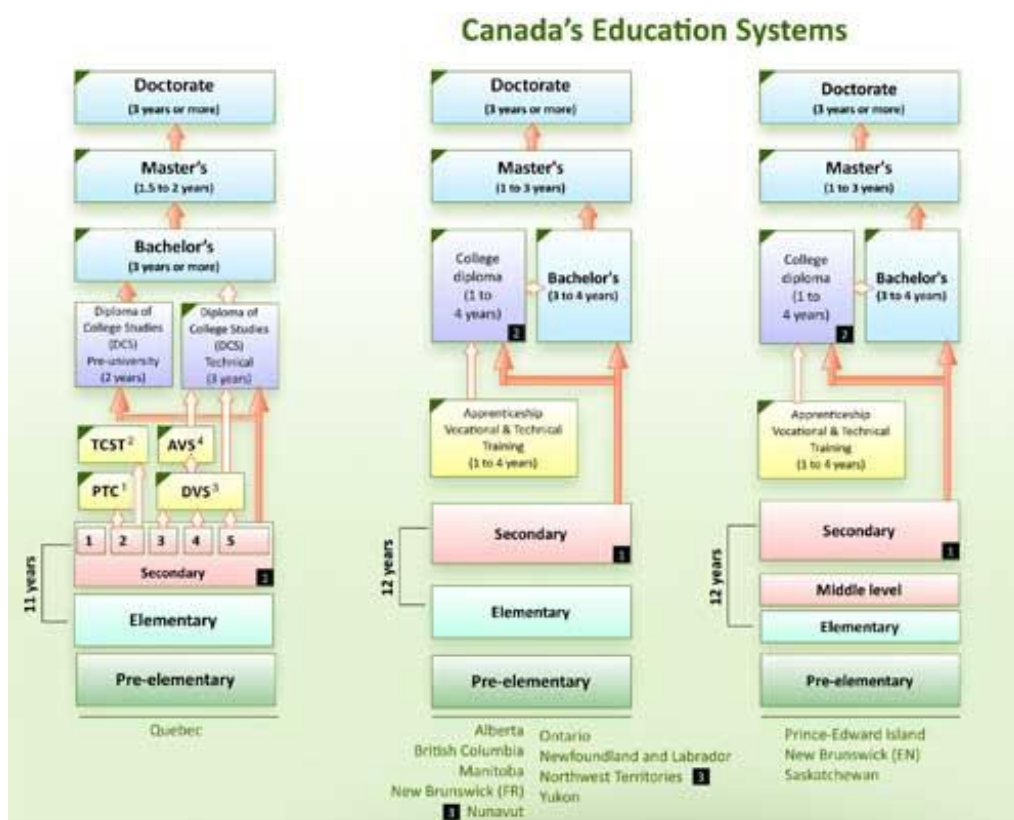 Canada's Education Systems
Doctorate
(3 years or more)
Master's
(1.5 to 2 years)
Bachelor's
(3 years or more)
Diploma of
College Studies
(DCS)
Pre-university
(2 years)
Diploma of
College Studies
(DCS)
Technical
(3 years)
TCST 2
AVS 4
PTC 1
DVS 3
1 2 3 4 5
Secondary
1
11 years
Elementary
Pre-elementary
Quebec
Doctorate
(3 years or more)
Master's
(1 to 3 years)
College
diploma
(1 to
4 years)
2
Bachelor's
(3 to 4 years)
Apprenticeship
Vocational & Technical
Training
(1 to 4 years)
Secondary
1
12 years
Elementary
Pre-elementary
Alberta
British Columbia
Manitoba
New Brunswick (FR)
3 Nunavut
Ontario
Newfoundland and Labrador
Northwest Territories 3
Yukon
Doctorate
(3 years or more)
Master's
(1 to 3 years)
College
diploma
(1 to
4 years)
2
Bachelor's
(3 to 4 years)
Apprenticeship
Vocational & Technical
Training
(1 to 4 years)
Secondary
1
12 years
Middle level
Elementary
Pre-elementary
Prince-Edward Island
New Brunswick (EN)
Saskatchewan